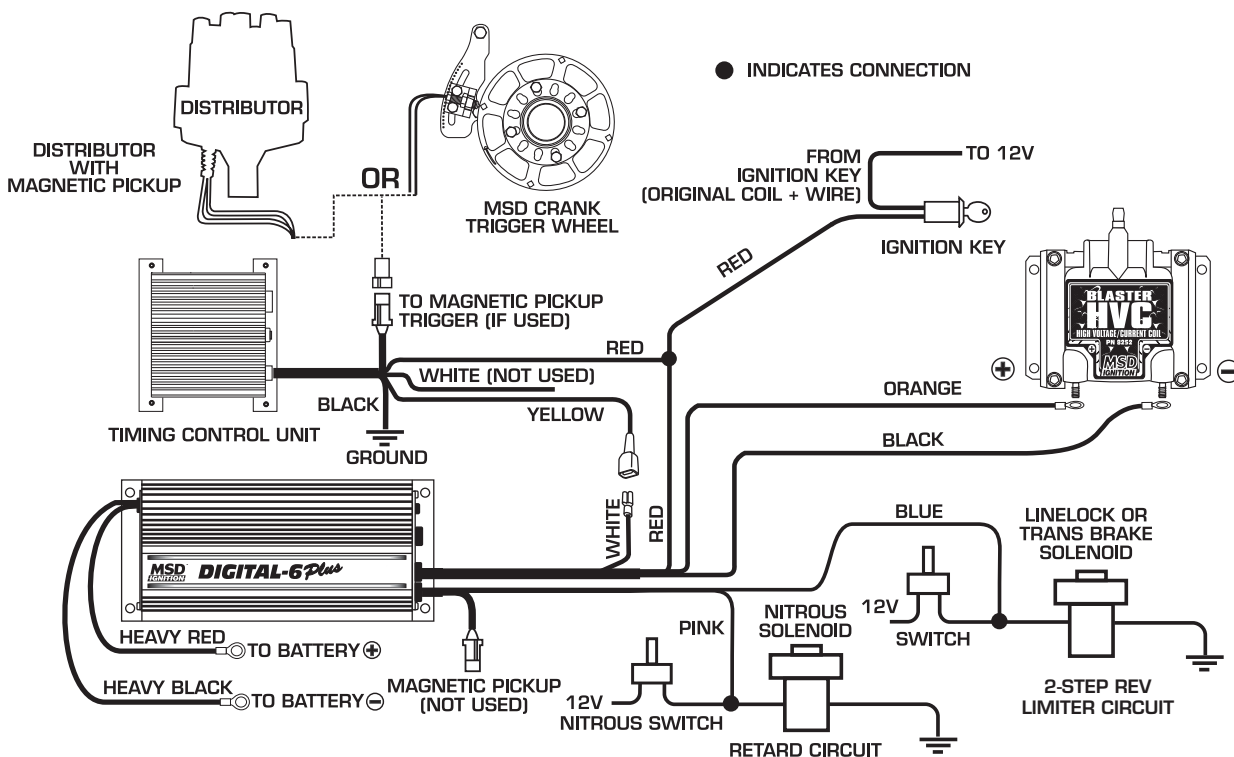 DISTRIBUTOR
DISTRIBUTOR
WITH
MAGNETIC PICKUP
OR
MSD CRANK
TRIGGER WHEEL
INDICATES CONNECTION
FROM
IGNITION KEY
(ORIGINAL COIL + WIRE)
TO 12V
IGNITION KEY
RED
TO MAGNETIC PICKUP
TRIGGER (IF USED)
RED
WHITE (NOT USED)
BLACK
YELLOW
GROUND
TIMING CONTROL UNIT
BLASTER
HVC
HIGH VOLTAGE/CURRENT COIL
PN 8252
+ -
MSD
IGNITION
+
-
ORANGE
BLACK
WHITE
RED
BLUE
LINELOCK OR
TRANS BRAKE
SOLENOID
MSD
IGNITION
DIGITAL-6 Plus
HEAVY RED
TO BATTERY +
HEAVY BLACK
TO BATTERY -
MAGNETIC PICKUP
(NOT USED)
PINK
NITROUS
SOLENOID
12V
SWITCH
12V
NITROUS SWITCH
RETARD CIRCUIT
2-STEP REV
LIMITER CIRCUIT